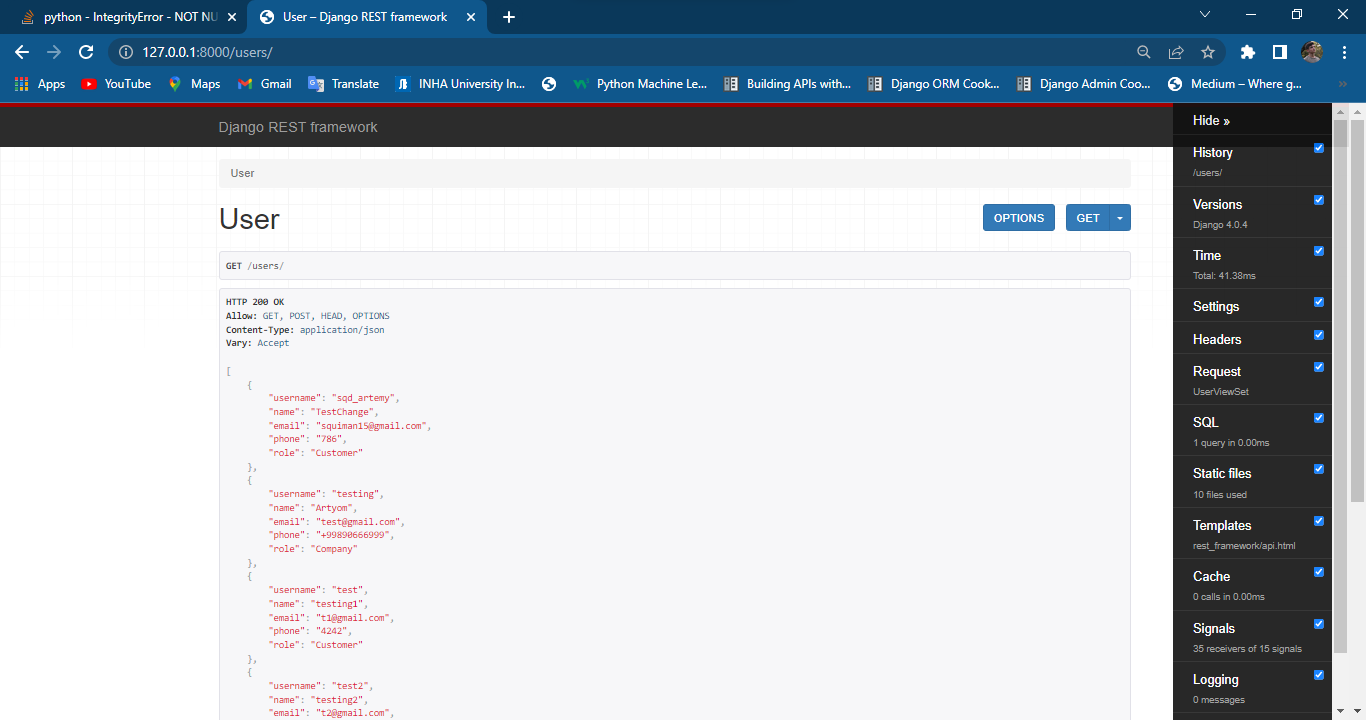 python - IntegrityError - NOT NU
User – Django REST framework
127.0.0.1:8000/users/
Apps
YouTube
Maps
Gmail
Translate
INHA University In...
Python Machine Le...
Building APIs with...
Django ORM Cook...
Django Admin Coo...
Medium – Where g...
»
Django REST framework
User
User
OPTIONS
GET
GET /users/
HTTP 200 OK
Allow: GET, POST, HEAD, OPTIONS
Content-Type: application/json
Vary: Accept
[
{
"username": "sqd_artemy",
"name": "TestChange",
"email": "squiman15@gmail.com",
"phone": "786",
"role": "Customer"
},
{
"username": "testing",
"name": "Artyom",
"email": "test@gmail.com",
"phone": "+99890666999",
"role": "Company"
},
{
"username": "test",
"name": "testing1",
"email": "t1@gmail.com",
"phone": "4242",
"role": "Customer"
},
{
"username": "test2",
"name": "testing2",
"email": "t2@gmail.com",
Hide »
History
/users/
Versions
Django 4.0.4
Time
Total: 41.38ms
Settings
Headers
Request
UserViewSet
SQL
1 query in 0.00ms
Static files
10 files used
Templates
rest_framework/api.html
Cache
0 calls in 0.00ms
Signals
35 receivers of 15 signals
Logging
0 messages